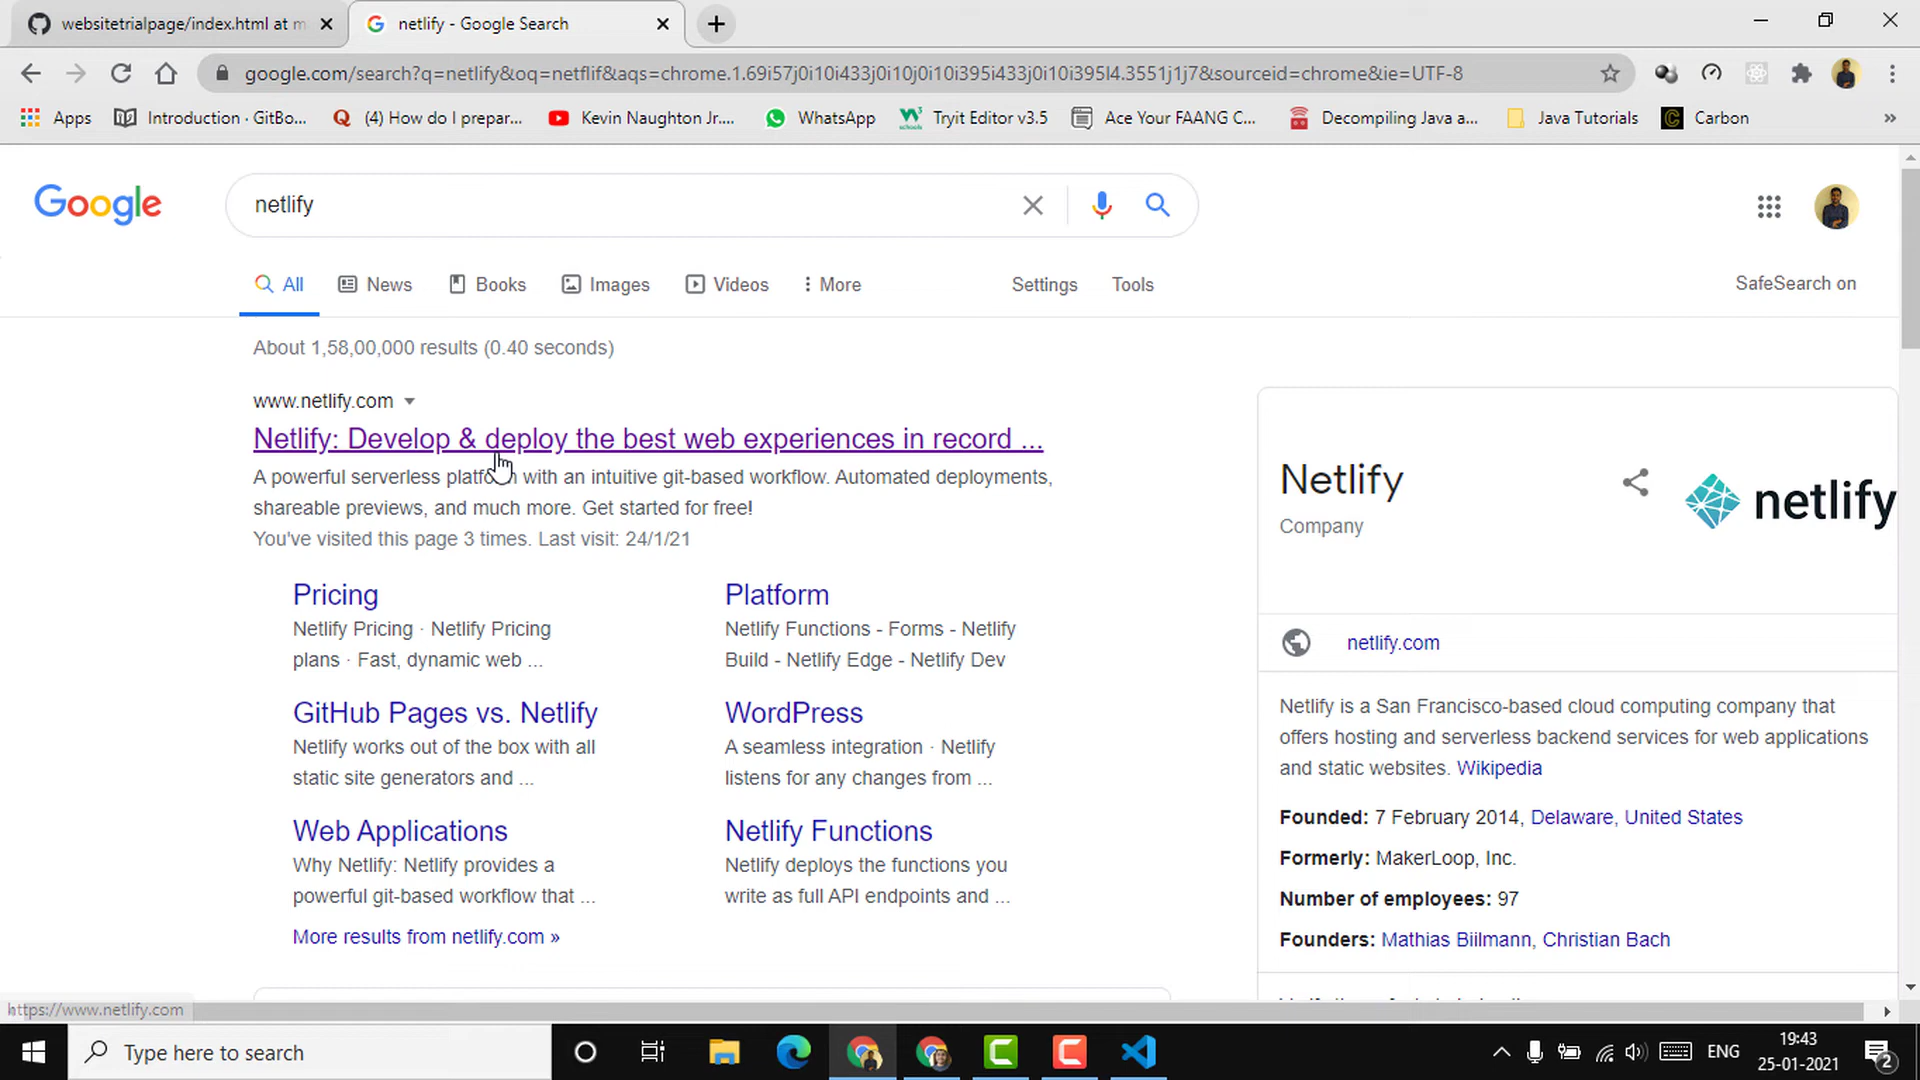 websitetrialpage/index.html at m
netlify - Google Search
google.com/search?q=netlify&oq=netflif&aqs=chrome.1.69i57j0i10i433j0i10j0i10i395i433j0i10i395l4.3551j1j7&sourceid=chrome&ie=UTF-8
Apps
Introduction · GitBo...
(4) How do I prepar...
Kevin Naughton Jr....
WhatsApp
Tryit Editor v3.5
Ace Your FAANG C...
Decompiling Java a...
Java Tutorials
Carbon
»
Google
netlify
All
News
Books
Images
Videos
More
Settings
Tools
SafeSearch on
About 1,58,00,000 results (0.40 seconds)
www.netlify.com
Netlify: Develop & deploy the best web experiences in record ...
A powerful serverless platform with an intuitive git-based workflow. Automated deployments,
shareable previews, and much more. Get started for free!
You've visited this page 3 times. Last visit: 24/1/21
Pricing
Netlify Pricing · Netlify Pricing
plans · Fast, dynamic web ...
Platform
Netlify Functions - Forms - Netlify
Build - Netlify Edge - Netlify Dev
GitHub Pages vs. Netlify
Netlify works out of the box with all
static site generators and ...
WordPress
A seamless integration · Netlify
listens for any changes from ...
Web Applications
Why Netlify: Netlify provides a
powerful git-based workflow that ...
Netlify Functions
Netlify deploys the functions you
write as full API endpoints and ...
More results from netlify.com »
Netlify
Company
netlify
netlify.com
Netlify is a San Francisco-based cloud computing company that
offers hosting and serverless backend services for web applications
and static websites. Wikipedia
Founded: 7 February 2014, Delaware, United States
Formerly: MakerLoop, Inc.
Number of employees: 97
Founders: Mathias Biilmann, Christian Bach
https://www.netlify.com
Type here to search
ENG
19:43
25-01-2021
2